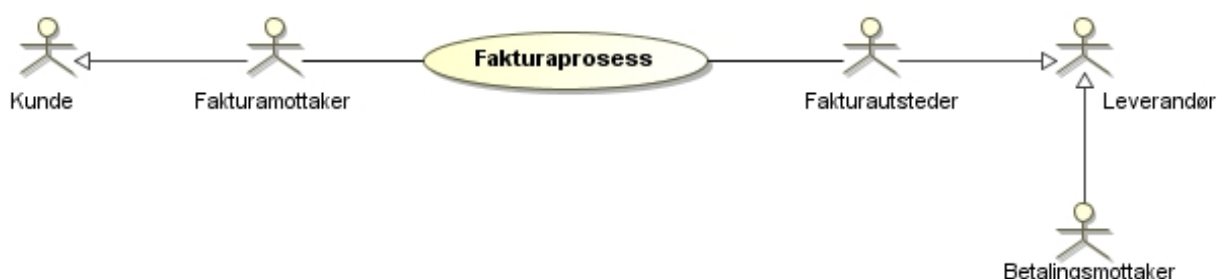 Fakturaprosess
Kunde
Fakturamottaker
Fakturautsteder
Leverandør
Betalingsmottaker